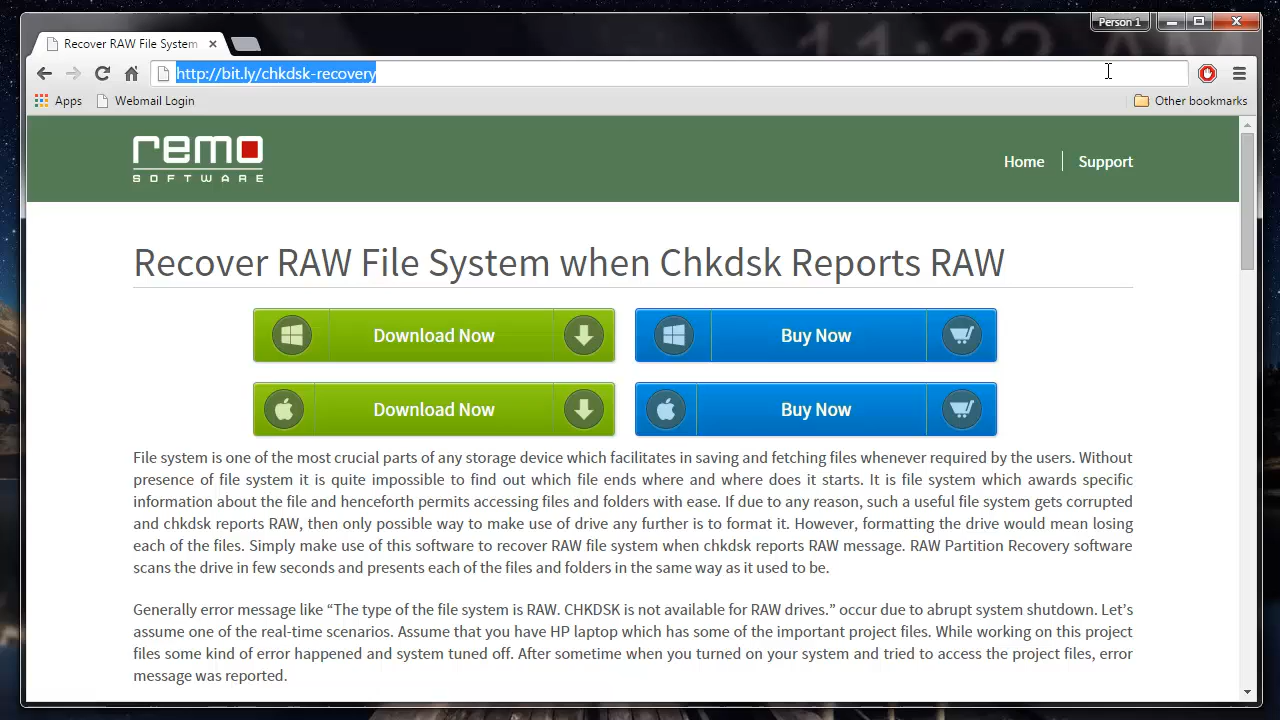 Person 1
Recover RAW File System
http://bit.ly/chkdsk-recovery
Apps Webmail Login Other bookmarks
remo
SOFTWARE
Home Support
Recover RAW File System when Chkdsk Reports RAW
Download Now Buy Now
Download Now Buy Now
File system is one of the most crucial parts of any storage device which facilitates in saving and fetching files whenever required by the users. Without
presence of file system it is quite impossible to find out which file ends where and where does it starts. It is file system which awards specific
information about the file and henceforth permits accessing files and folders with ease. If due to any reason, such a useful file system gets corrupted
and chkdsk reports RAW, then only possible way to make use of drive any further is to format it. However, formatting the drive would mean losing
each of the files. Simply make use of this software to recover RAW file system when chkdsk reports RAW message. RAW Partition Recovery software
scans the drive in few seconds and presents each of the files and folders in the same way as it used to be.
Generally error message like “The type of the file system is RAW. CHKDSK is not available for RAW drives.” occur due to abrupt system shutdown. Let’s
assume one of the real-time scenarios. Assume that you have HP laptop which has some of the important project files. While working on this project
files some kind of error happened and system tuned off. After sometime when you turned on your system and tried to access the project files, error
message was reported.